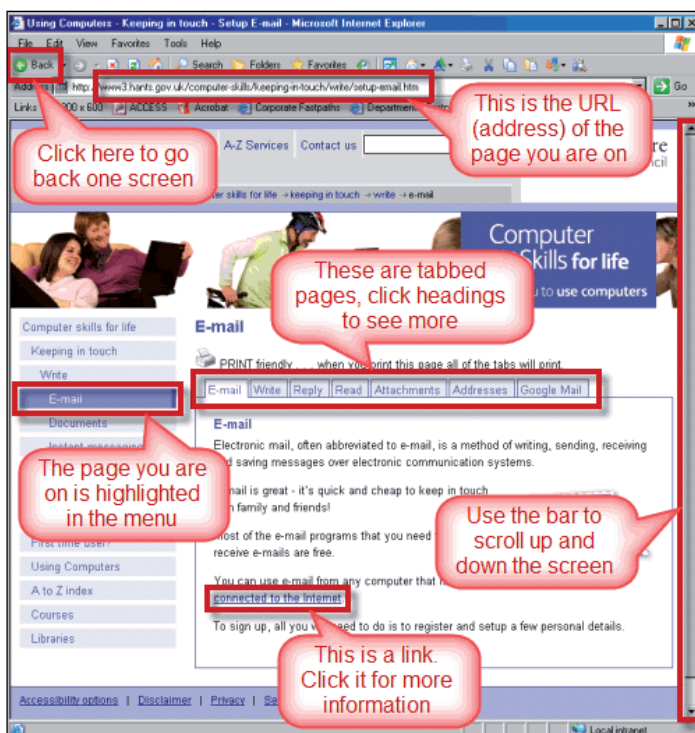 Using Computers - Keeping in touch - Setup E-mail - Microsoft Internet Explorer
File Edit View Favorites Tools Help
Back Search Folders Favorites
http://www3.hants.gov.uk/computer-skills/keeping-in-touch/write/setup-email.htm Go
Links 800 x 600 ACCESS Acrobat Corporate Fastpaths
This is the URL
(address) of the
page you are on
Click here to go
back one screen
A-Z Services Contact us
skills for life → keeping in touch → write → e-mail
Computer
Skills for life
to use computers
These are tabbed
pages, click headings
to see more
Computer skills for life
Keeping in touch
Write
E-mail
Documents
Instant messaging
The page you are
on is highlighted
in the menu
First time user?
Using Computers
A to Z index
Courses
Libraries
E-mail
PRINT friendly . . . when you print this page all of the tabs will print.
E-mail Write Reply Read Attachments Addresses Google Mail
E-mail
Electronic mail, often abbreviated to e-mail, is a method of writing, sending, receiving
and saving messages over electronic communication systems.
mail is great - it's quick and cheap to keep in touch
family and friends!
Most of the e-mail programs that you need
receive e-mails are free.
You can use e-mail from any computer that
connected to the Internet.
To sign up, all you need to do is to register and setup a few personal details.
Use the bar to
scroll up and
down the screen
This is a link.
Click it for more
information
Accessibility options | Disclaimer | Privacy |
Local intranet